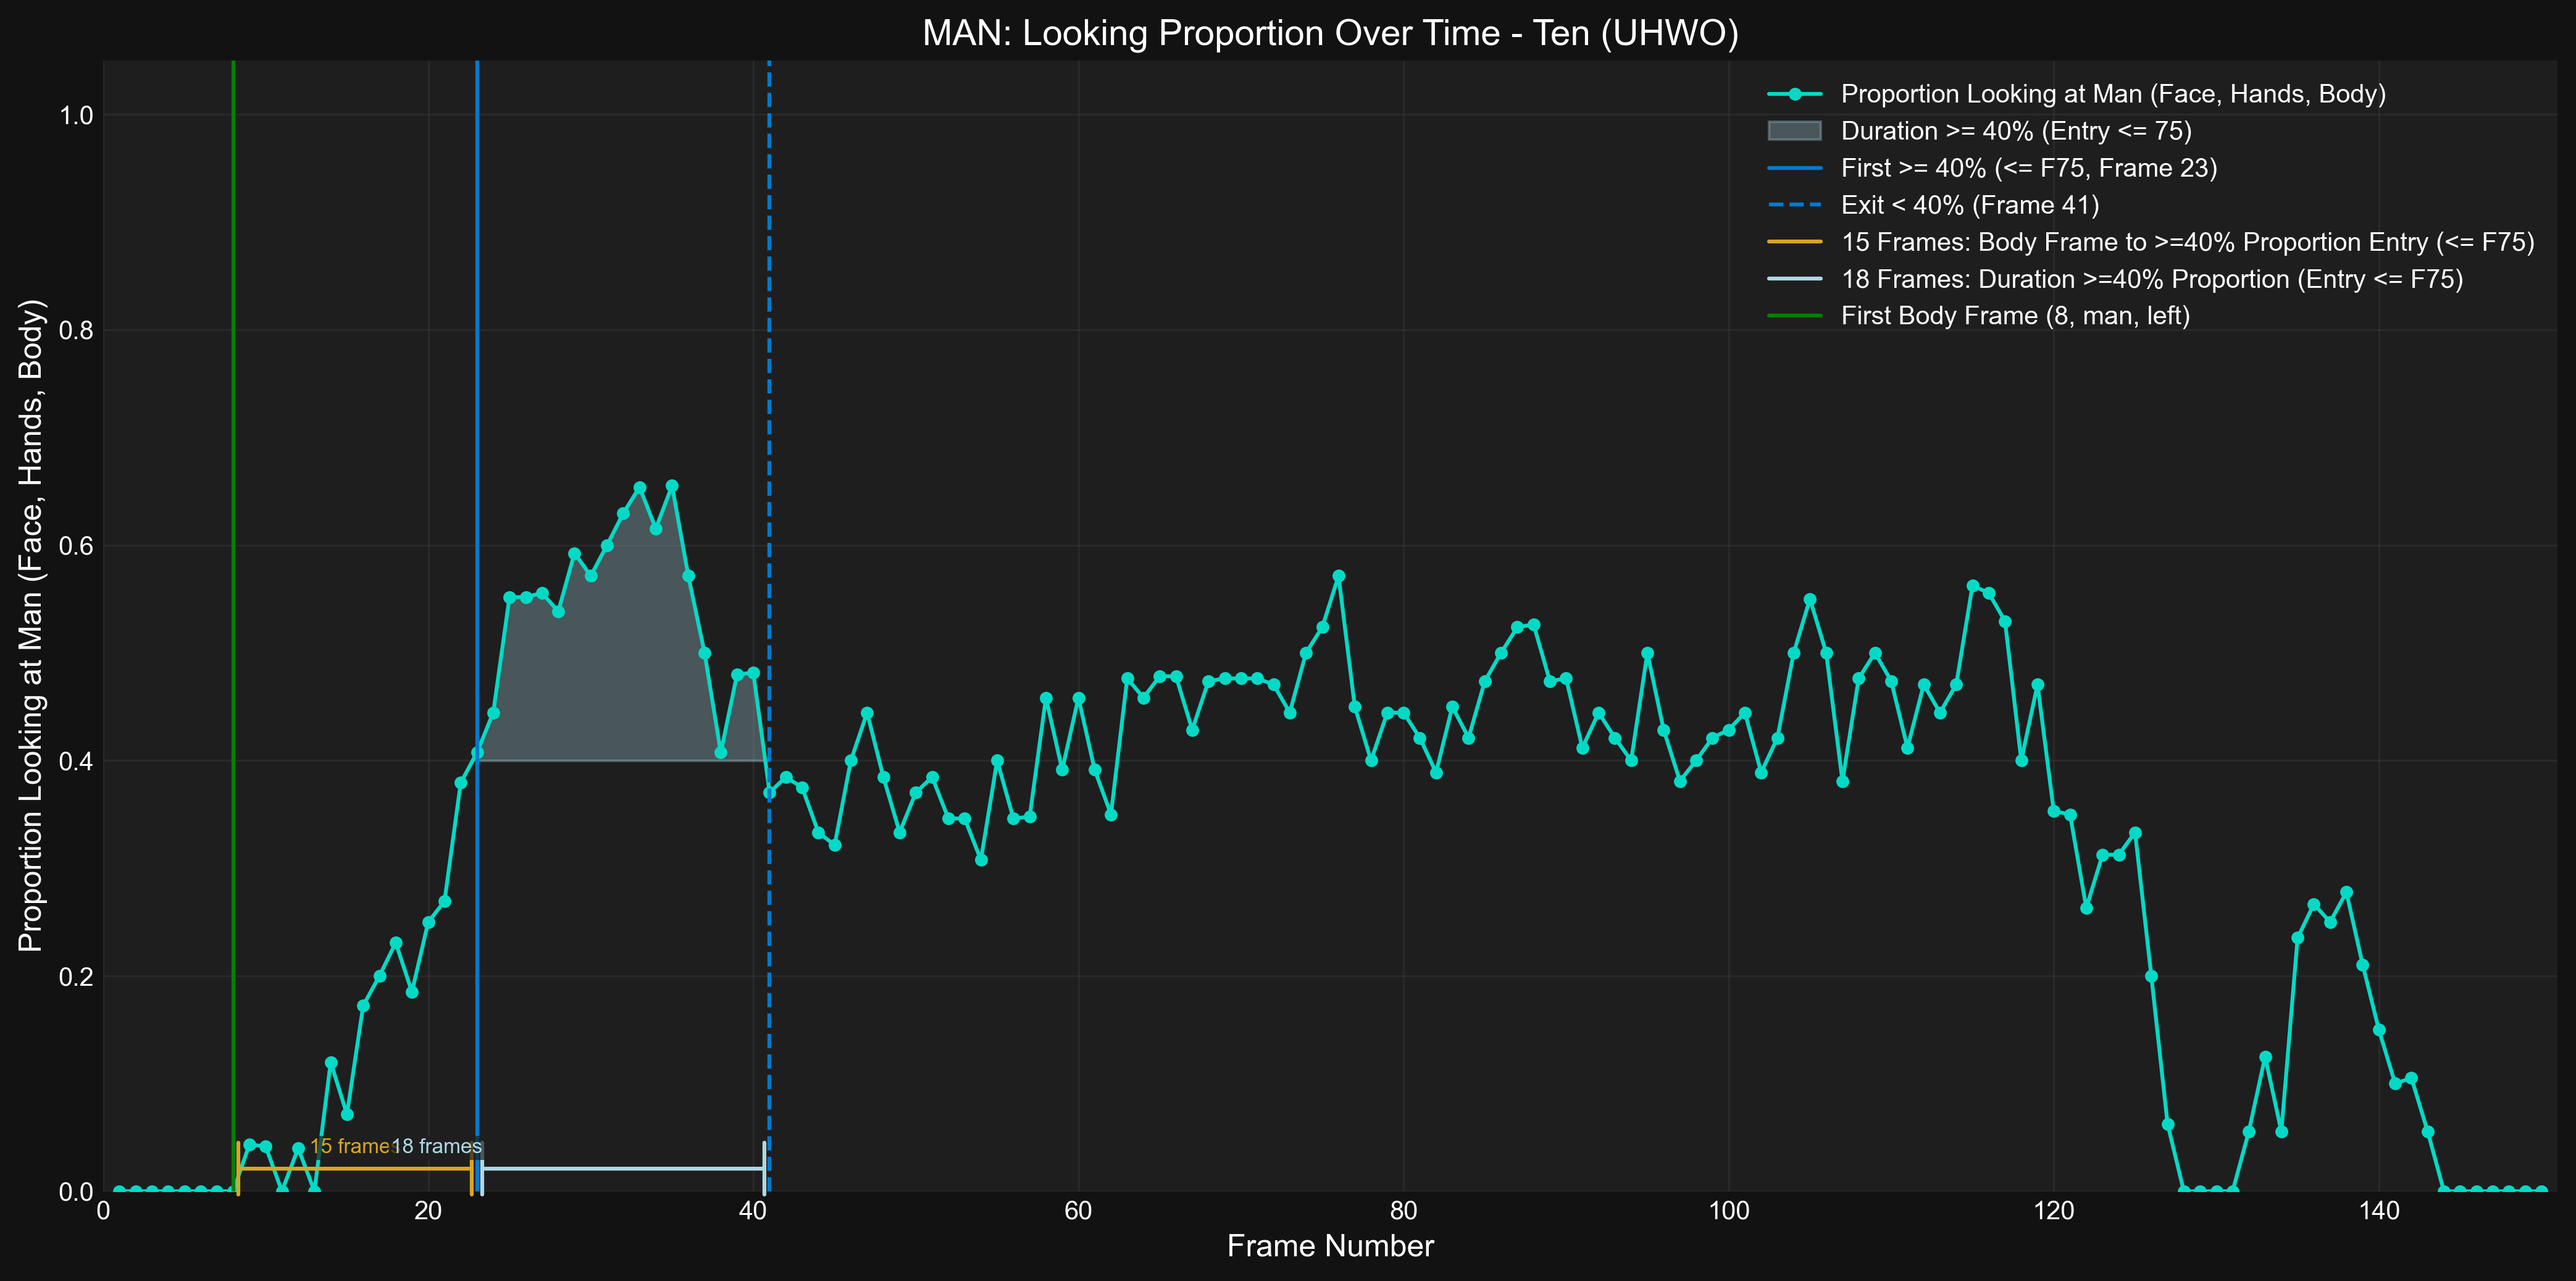 MAN: Looking Proportion Over Time - Ten (UHWO)
Proportion Looking at Man (Face, Hands, Body)
Duration >= 40% (Entry <= 75)
First >= 40% (<= F75, Frame 23)
Exit < 40% (Frame 41)
15 Frames: Body Frame to >=40% Proportion Entry (<= F75)
18 Frames: Duration >=40% Proportion (Entry <= F75)
First Body Frame (8, man, left)
Proportion Looking at Man (Face, Hands, Body)
1.0
0.8
0.6
0.4
0.2
0.0
15 frames
18 frames
0 20 40 60 80 100 120 140
Frame Number